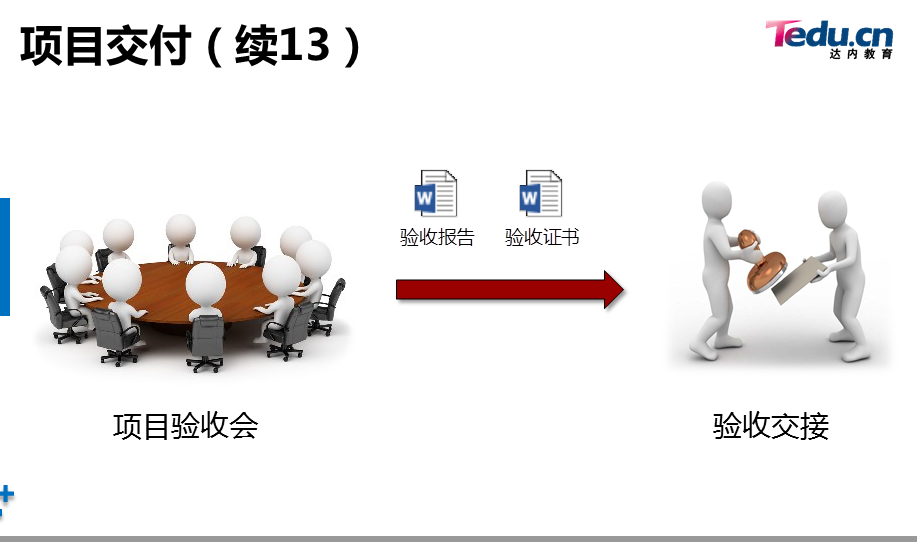 项目交付（续13）
Tedu.cn
达内教育
W
W
验收报告
验收证书
项目验收会
验收交接